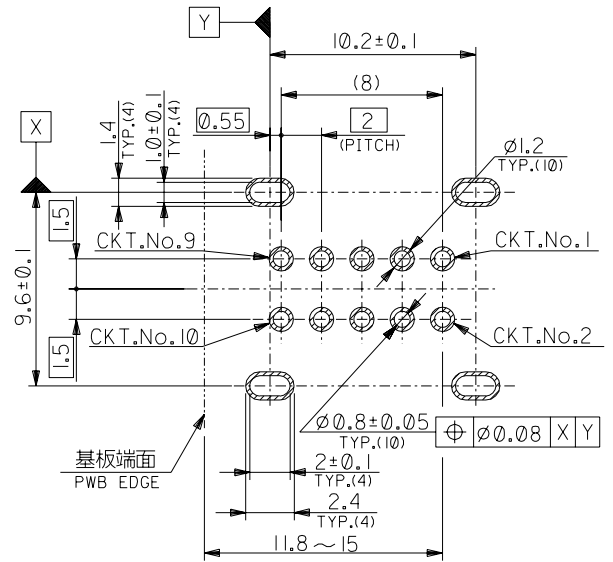 Y
10.2±0.1
(8)
0.55
2
(PITCH)
1.4
TYP.(4)
1.0±0.1
TYP.(4)
X
Ø1.2
TYP.(10)
1.5
CKT.No.9
CKT.No.1
9.6±0.1
1.5
CKT.No.10
CKT.No.2
Ø0.8±0.05
TYP.(10)
⌖ Ø0.08 X Y
基板端面
PWB EDGE
2±0.1
TYP.(4)
2.4
TYP.(4)
11.8～15